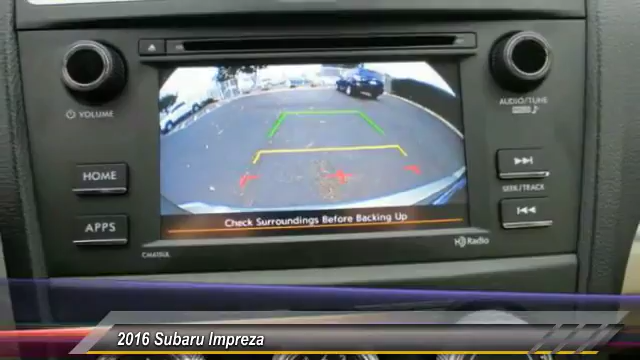 VOLUME
AUDIO/TUNE
HOME
APPS
SEEK/TRACK
Check Surroundings Before Backing Up
HD Radio
2016 Subaru Impreza